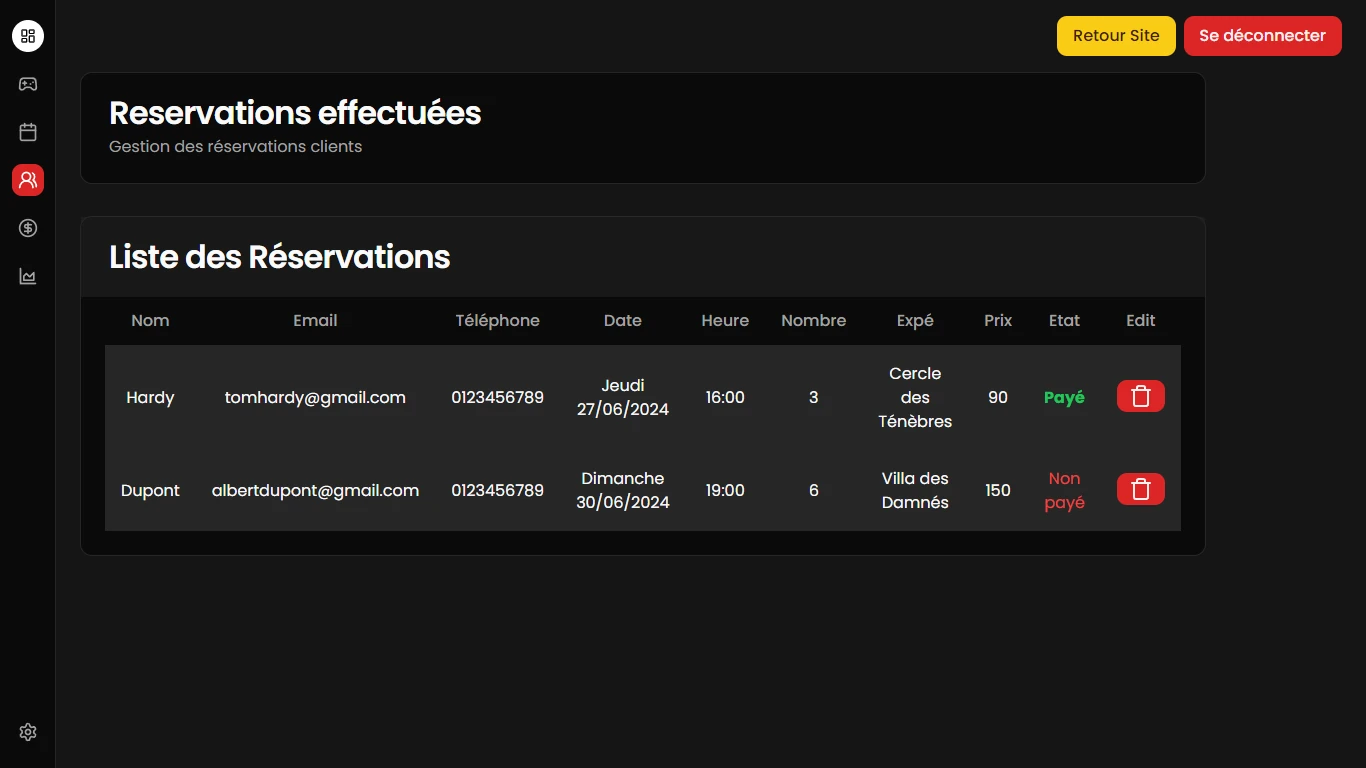 Retour Site
Se déconnecter
Reservations effectuées
Gestion des réservations clients
Liste des Réservations
Nom Email Téléphone Date Heure Nombre Expé Prix Etat Edit
Hardy tomhardy@gmail.com 0123456789 Jeudi 27/06/2024 16:00 3 Cercle des Ténèbres 90 Payé
Dupont albertdupont@gmail.com 0123456789 Dimanche 30/06/2024 19:00 6 Villa des Damnés 150 Non payé